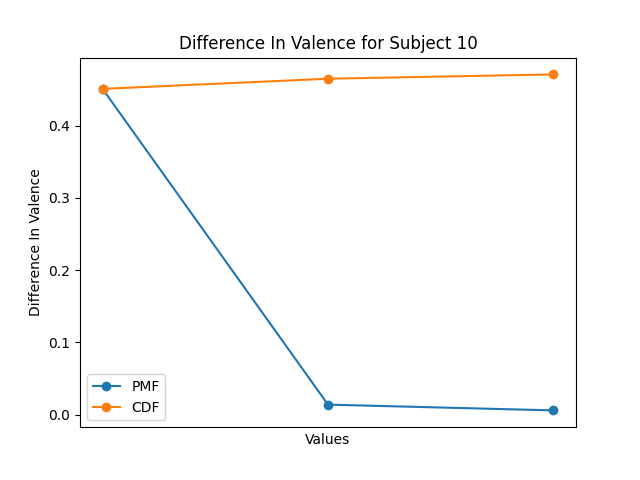 Difference In Valence for Subject 10
Difference In Valence
0.4
0.3
0.2
0.1
0.0
PMF
CDF
Values